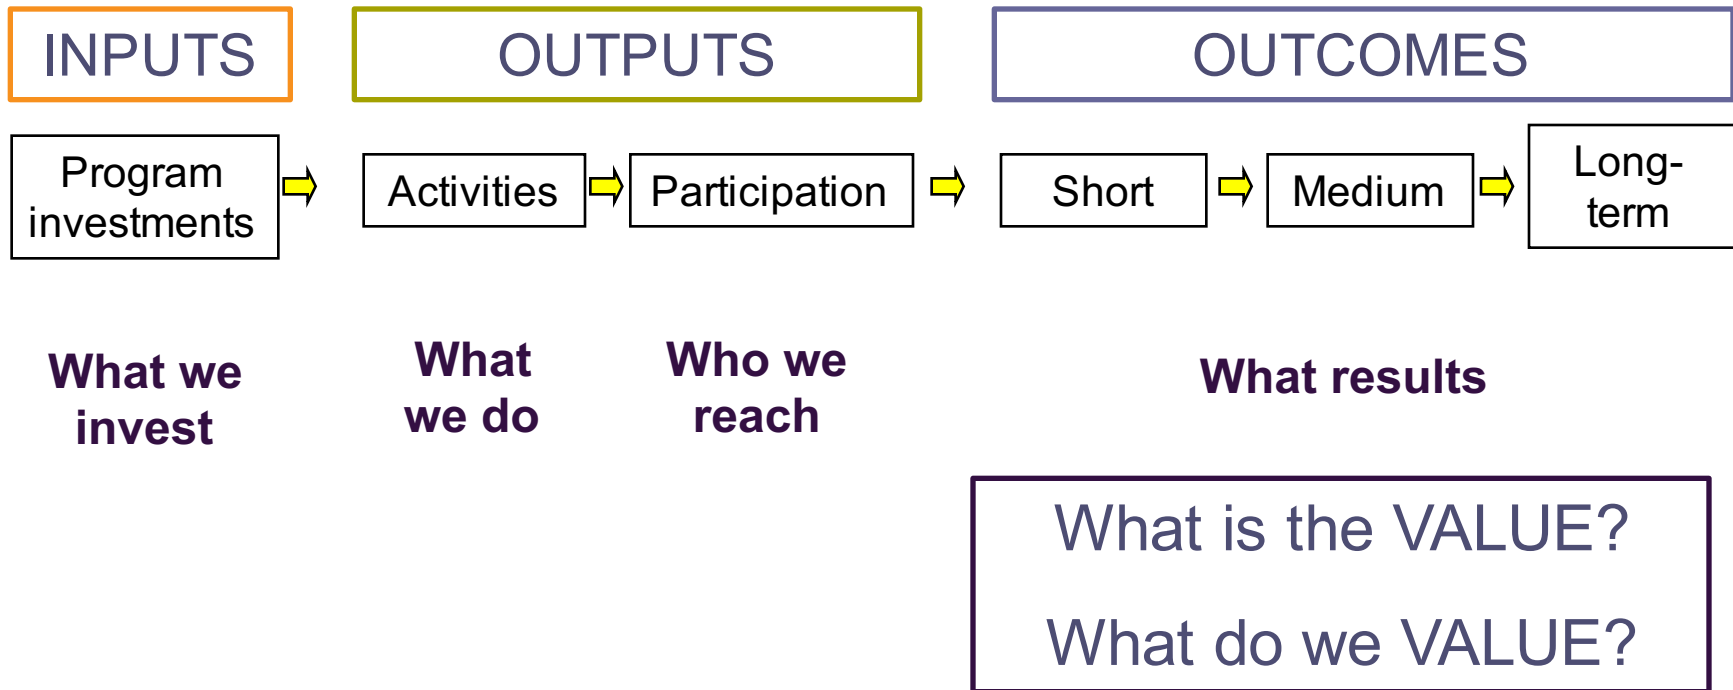 INPUTS
OUTPUTS
OUTCOMES
Program
investments
Activities
Participation
Short
Medium
Long-
term
What we
invest
What
we do
Who we
reach
What results
What is the VALUE?
What do we VALUE?